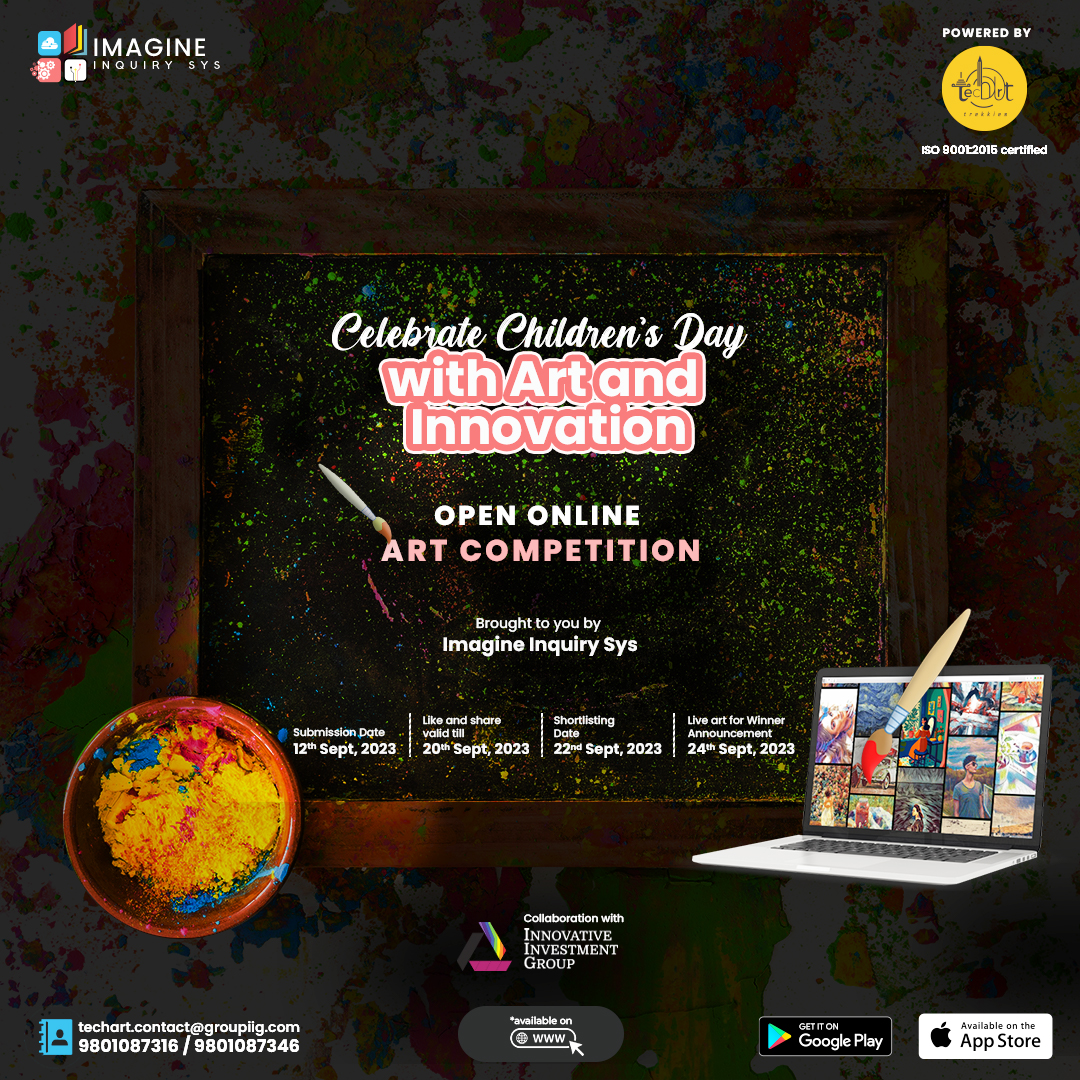 IMAGINE
INQUIRY SYS
POWERED BY
tecArt
trekkies
ISO 9001:2015 certified
Celebrate Children's Day
with Art and
Innovation
OPEN ONLINE
ART COMPETITION
Brought to you by
Imagine Inquiry Sys
Submission Date
12th Sept, 2023
Like and share
valid till
20th Sept, 2023
Shortlisting
Date
22nd Sept, 2023
Live art for Winner
Announcement
24th Sept, 2023
Collaboration with
INNOVATIVE
INVESTMENT
GROUP
techart.contact@groupiig.com
9801087316 / 9801087346
*available on
WWW
GET IT ON
Google Play
Available on the
App Store